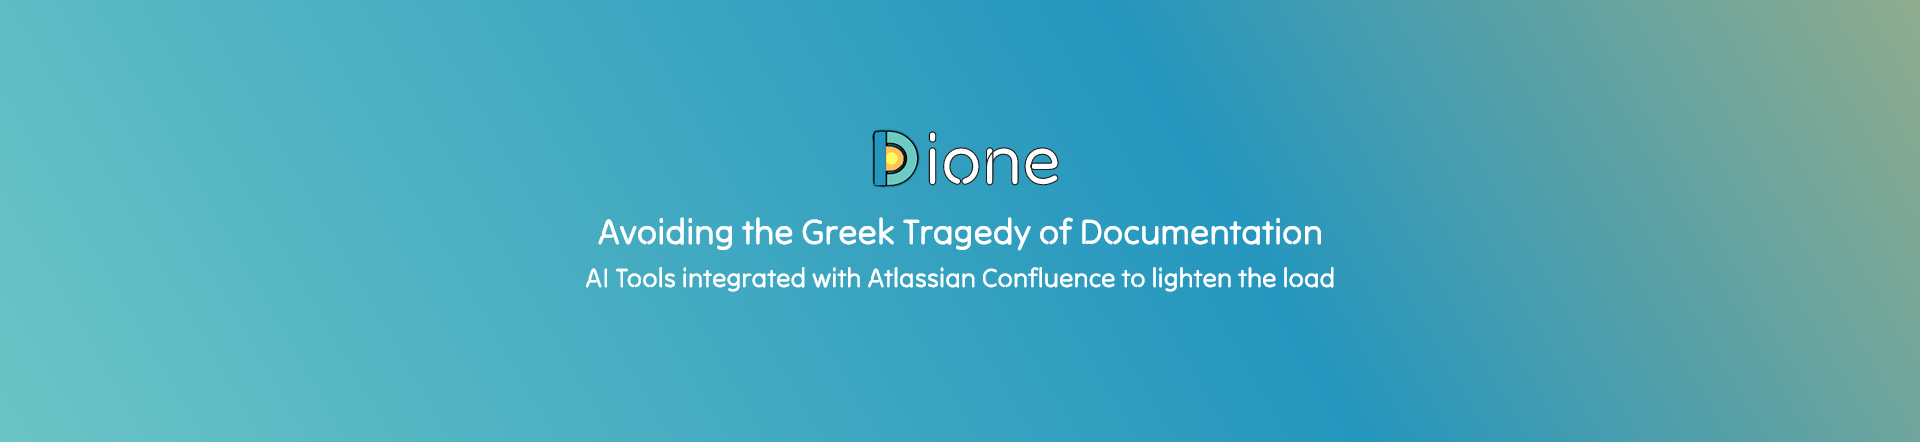 Dione
Avoiding the Greek Tragedy of Documentation
AI Tools integrated with Atlassian Confluence to lighten the load